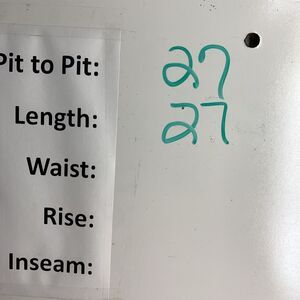 Pit to Pit: 27
Length: 27
Waist:
Rise:
Inseam: